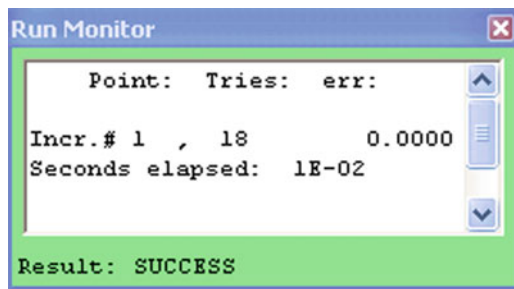 Run Monitor
Point: Tries: err:
Incr.# 1 , 18 0.0000
Seconds elapsed: 1E-02
Result: SUCCESS